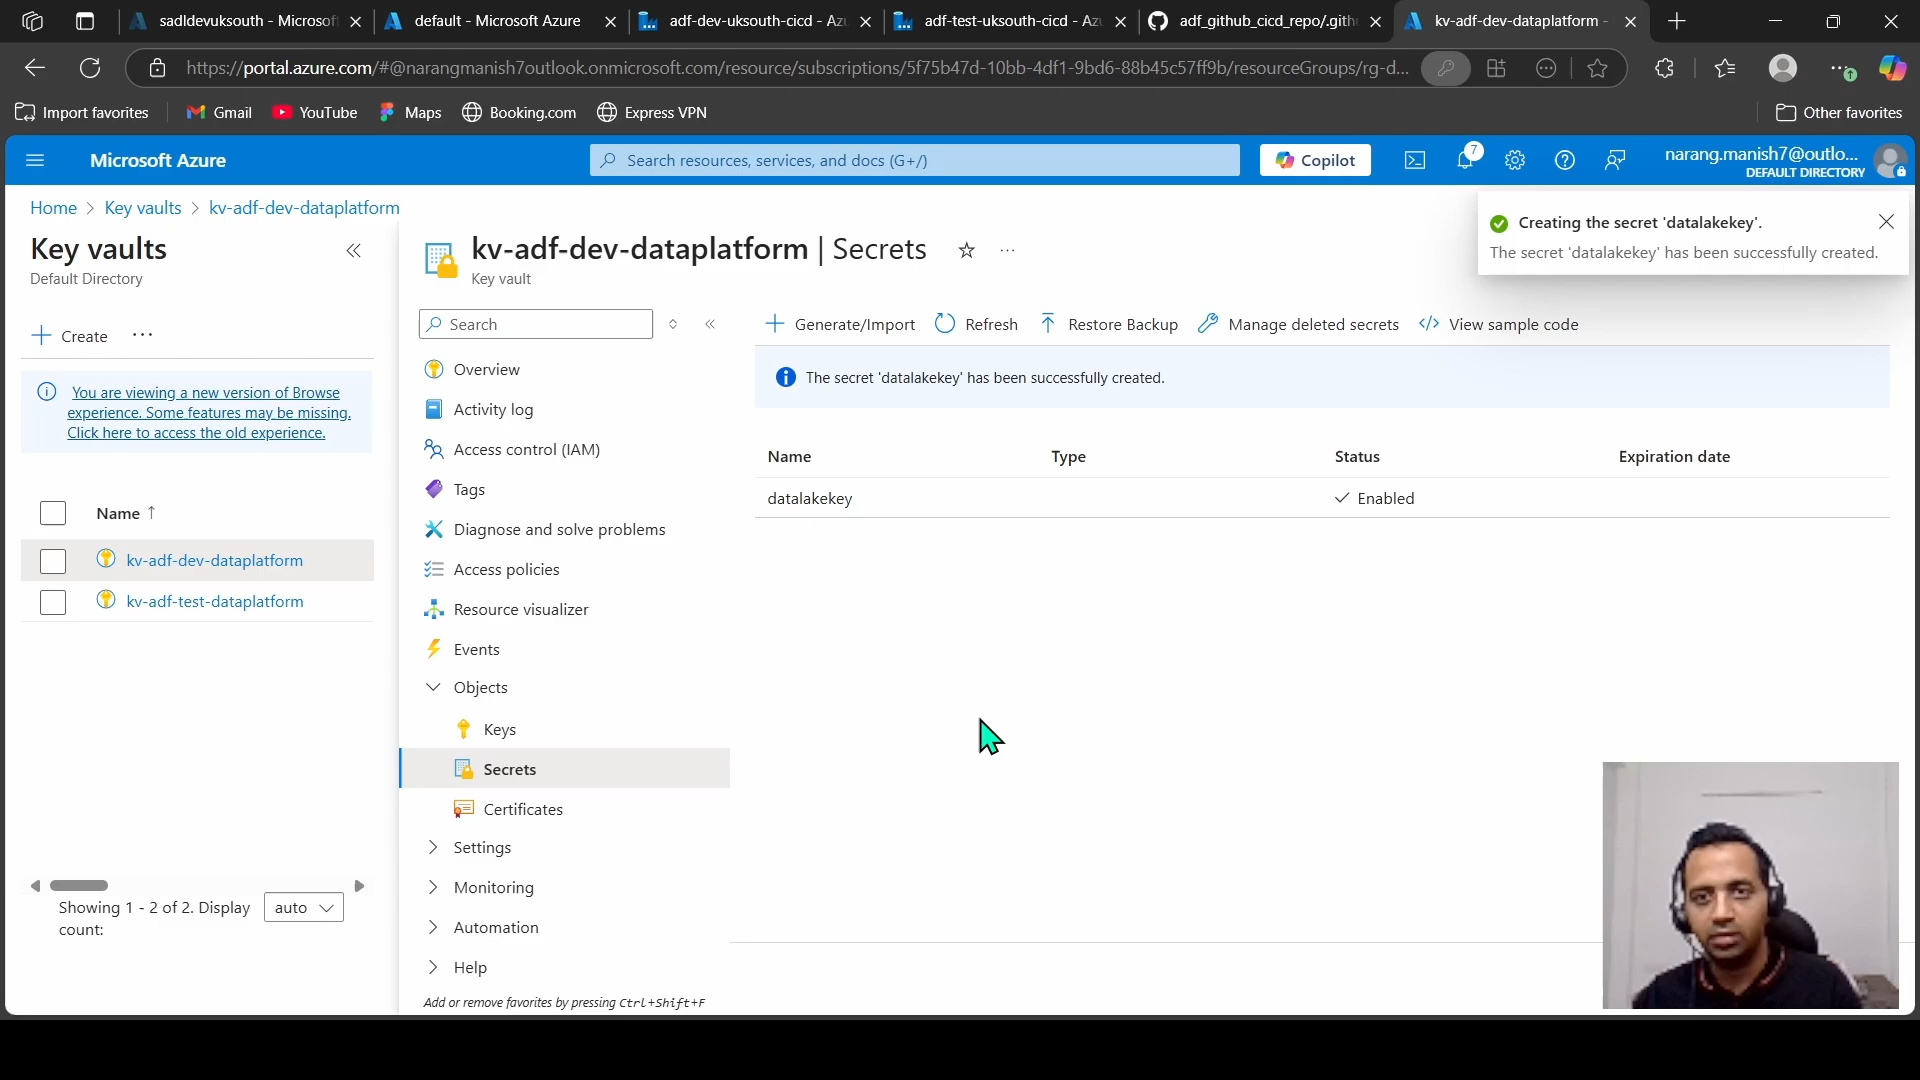 sadldevuksouth - Microsof
default - Microsoft Azure
adf-dev-uksouth-cicd - Az
adf-test-uksouth-cicd - Az
adf_github_cicd_repo/.gith
kv-adf-dev-dataplatform -
https://portal.azure.com/#@narangmanish7outlook.onmicrosoft.com/resource/subscriptions/5f75b47d-10bb-4df1-9bd6-88b45c57ff9b/resourceGroups/rg-d...
Import favorites
Gmail
YouTube
Maps
Booking.com
Express VPN
Other favorites
Microsoft Azure
Search resources, services, and docs (G+/)
Copilot
7
narang.manish7@outlo...
DEFAULT DIRECTORY
Home > Key vaults > kv-adf-dev-dataplatform
Creating the secret 'datalakekey'.
The secret 'datalakekey' has been successfully created.
Key vaults
Default Directory
Create
You are viewing a new version of Browse
experience. Some features may be missing.
Click here to access the old experience.
Name ↑
kv-adf-dev-dataplatform
kv-adf-test-dataplatform
Showing 1 - 2 of 2. Display
count:
auto
kv-adf-dev-dataplatform | Secrets
Key vault
Search
Overview
Activity log
Access control (IAM)
Tags
Diagnose and solve problems
Access policies
Resource visualizer
Events
Objects
Keys
Secrets
Certificates
Settings
Monitoring
Automation
Help
Add or remove favorites by pressing Ctrl+Shift+F
Generate/Import
Refresh
Restore Backup
Manage deleted secrets
View sample code
The secret 'datalakekey' has been successfully created.
Name Type Status Expiration date
datalakekey Enabled